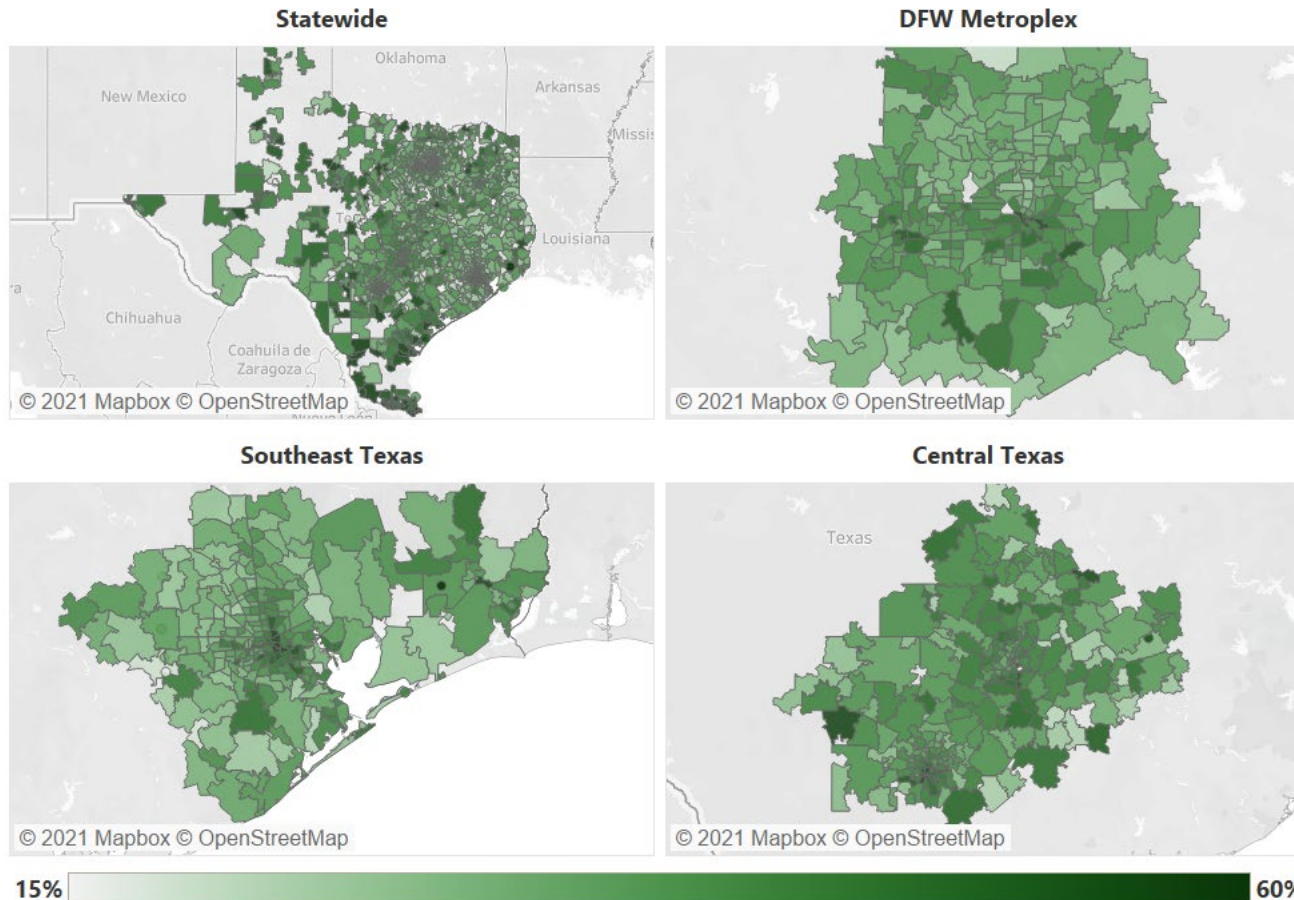 Statewide
DFW Metroplex
Oklahoma
New Mexico
Arkansas
Louisiana
Chihuahua
Coahuila de
Zaragoza
© 2021 Mapbox © OpenStreetMap
© 2021 Mapbox © OpenStreetMap
Southeast Texas
Central Texas
Texas
© 2021 Mapbox © OpenStreetMap
© 2021 Mapbox © OpenStreetMap
15%
60%